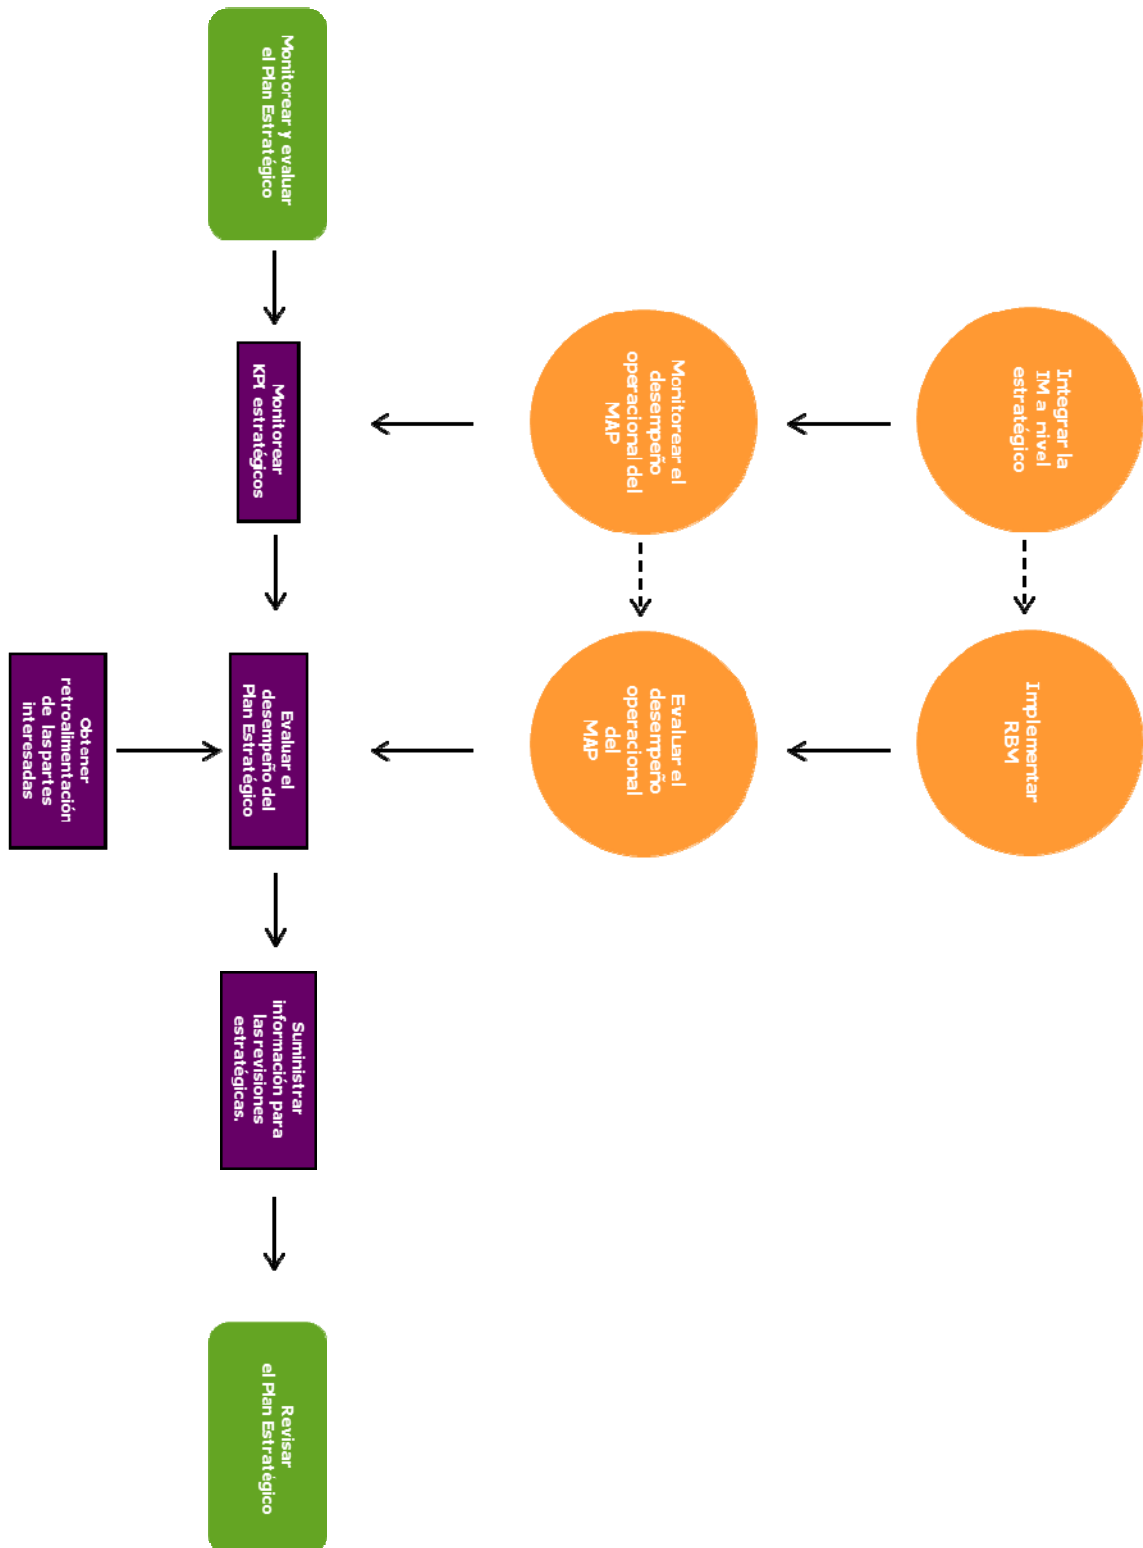 Integrar la
IM a nivel
estratégico
Implementar
RBM
Monitorear el
desempeño
operacional del
MAP
Evaluar el
desempeño
operacional
del
MAP
Monitorear y evaluar
el Plan Estratégico
Monitorear
KPI estratégicos
Evaluar el
desempeño del
Plan Estratégico
Suministrar
información para
las revisiones
estratégicas.
Revisar
el Plan Estratégico
Obtener
retroalimentación
de las partes
interesadas